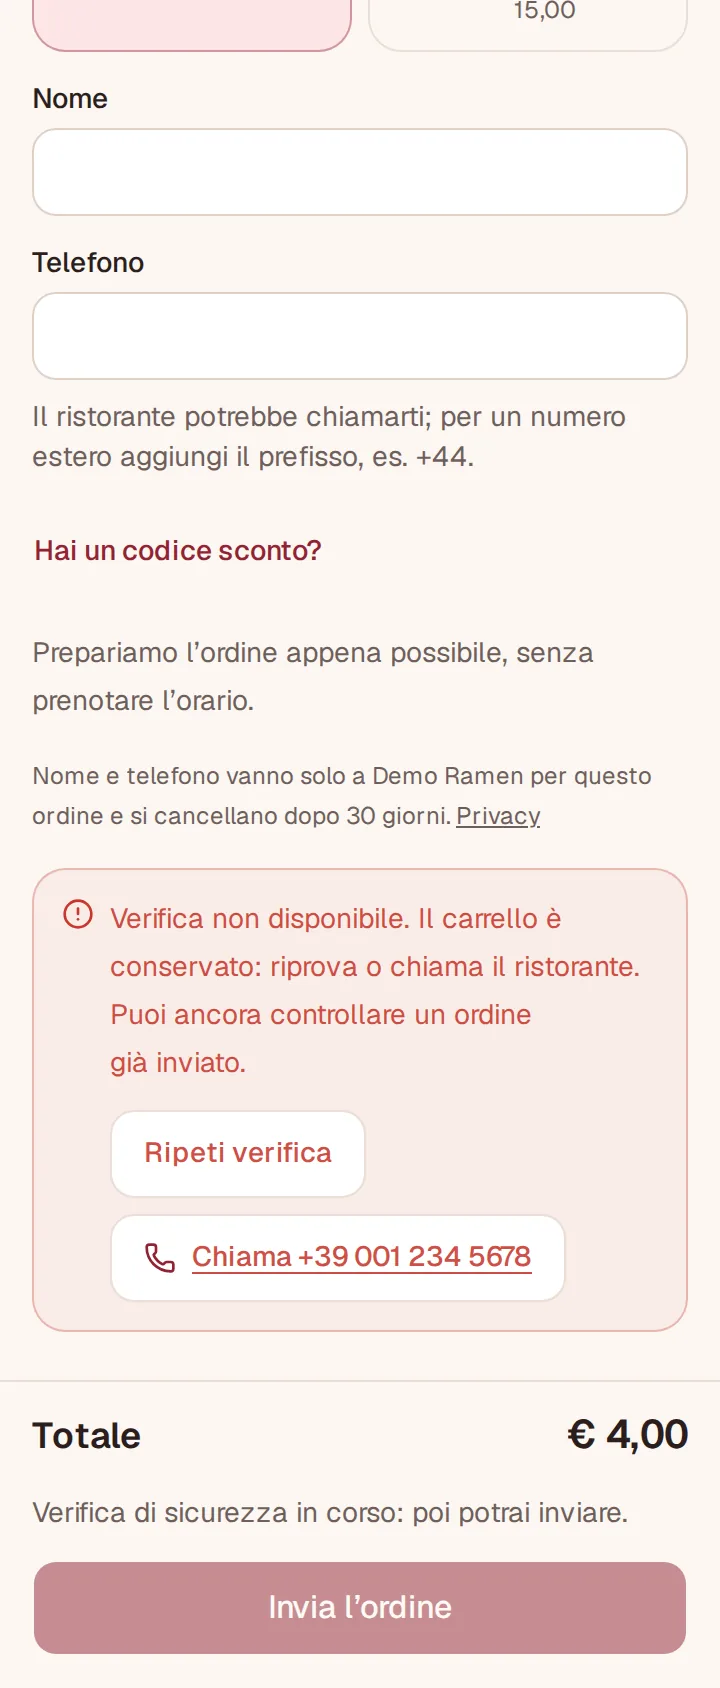 15,00
Nome
Telefono
Il ristorante potrebbe chiamarti; per un numero
estero aggiungi il prefisso, es. +44.
Hai un codice sconto?
Prepariamo l’ordine appena possibile, senza
prenotare l’orario.
Nome e telefono vanno solo a Demo Ramen per questo
ordine e si cancellano dopo 30 giorni. Privacy
Verifica non disponibile. Il carrello è
conservato: riprova o chiama il ristorante.
Puoi ancora controllare un ordine
già inviato.
Ripeti verifica
Chiama +39 001 234 5678
Totale € 4,00
Verifica di sicurezza in corso: poi potrai inviare.
Invia l’ordine